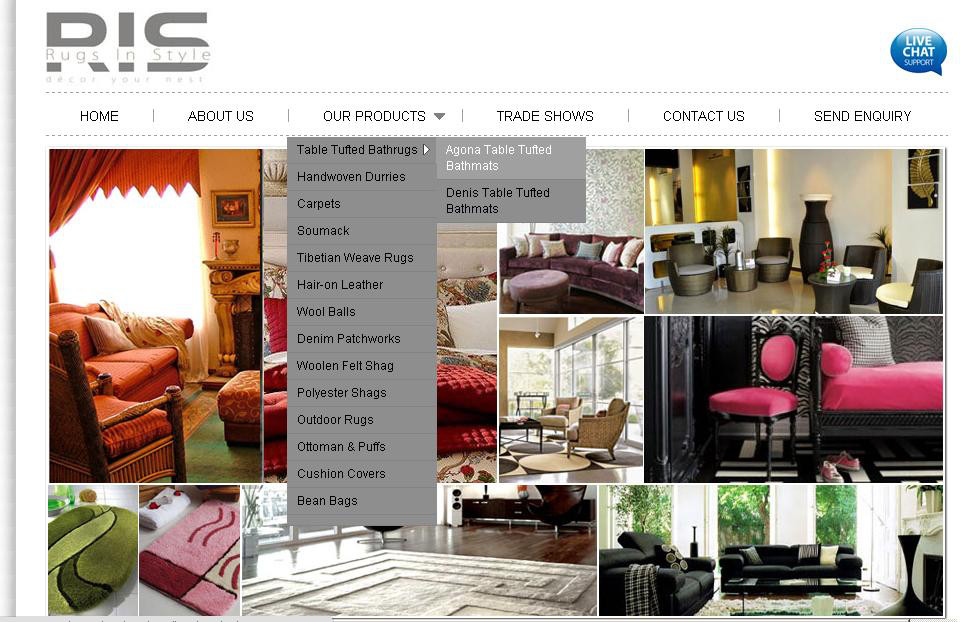 RIS
Rugs In Style
décor your nest
LIVE
CHAT
SUPPORT
HOME
ABOUT US
OUR PRODUCTS
TRADE SHOWS
CONTACT US
SEND ENQUIRY
Table Tufted Bathrugs
Agona Table Tufted
Bathmats
Denis Table Tufted
Bathmats
Handwoven Durries
Carpets
Soumack
Tibetian Weave Rugs
Hair-on Leather
Wool Balls
Denim Patchworks
Woolen Felt Shag
Polyester Shags
Outdoor Rugs
Ottoman & Puffs
Cushion Covers
Bean Bags